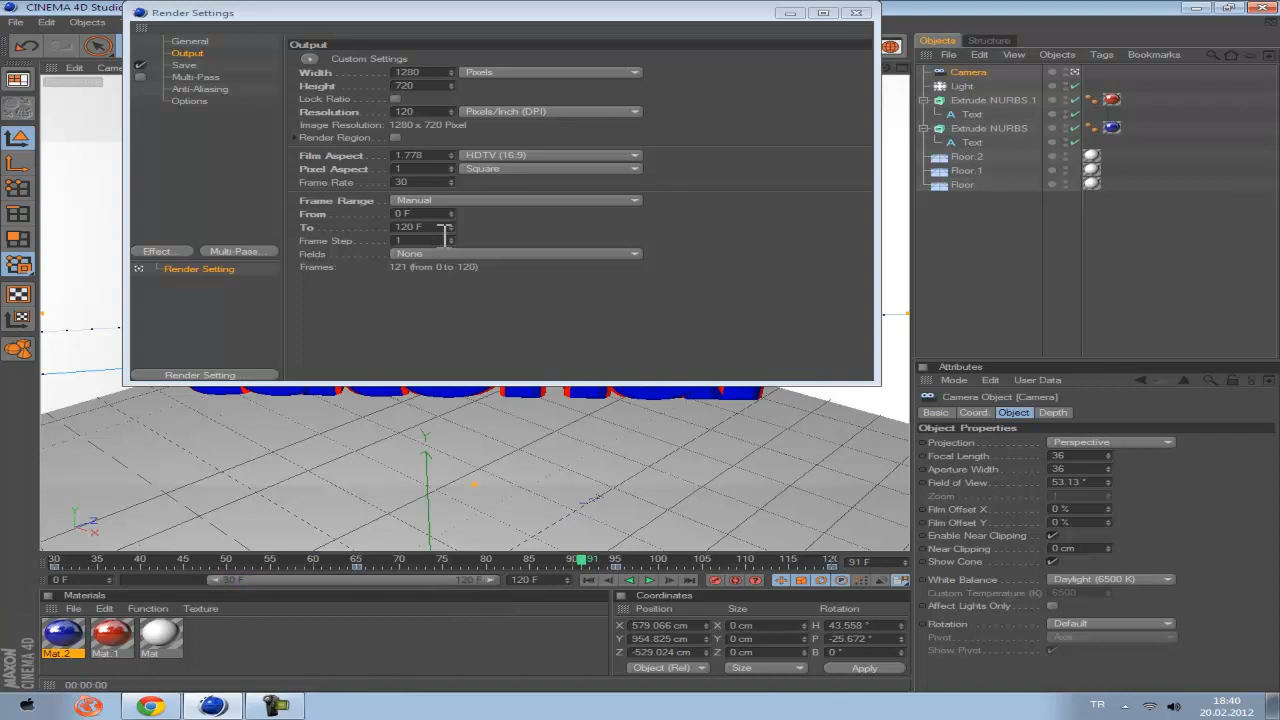 CINEMA 4D Studio
Render Settings
File
Edit
Objects
General
Output
Save
Multi-Pass
Anti-Aliasing
Options
Effect...
Multi-Pass...
Render Setting
Render Setting...
Output
Custom Settings
Width 1280 Pixels
Height 720
Lock Ratio
Resolution 120 Pixels/Inch (DPI)
Image Resolution: 1280 x 720 Pixel
Render Region
Film Aspect 1.778 HDTV (16:9)
Pixel Aspect 1 Square
Frame Rate 30
Frame Range Manual
From 0 F
To 120 F
Frame Step 1
Fields None
Frames: 121 (from 0 to 120)
Edit
Objects Structure
File Edit View Objects Tags Bookmarks
Camera
Light
Extrude NURBS.1
Text
Extrude NURBS
Text
Floor.2
Floor.1
Floor
Attributes
Mode Edit User Data
Camera Object [Camera]
Basic Coord. Object Depth
Object Properties
Projection Perspective
Focal Length 36
Aperture Width 36
Field of View 53.13 °
Zoom 1
Film Offset X 0 %
Film Offset Y 0 %
Enable Near Clipping
Near Clipping 0 cm
Show Cone
White Balance Daylight (6500 K)
Custom Temperature (K) 6500
Affect Lights Only
Rotation Default
Pivot Axis
Show Pivot
Y
Y
Z
X
30 35 40 45 50 55 60 65 70 75 80 85 90 91 95 100 105 110 115 120
91 F
0 F
30 F
120 F
120 F
Materials
File Edit Function Texture
Mat.2 Mat.1 Mat
Coordinates
Position Size Rotation
X 579.066 cm X 0 cm H 43.558 °
Y 954.825 cm Y 0 cm P -25.672 °
Z -529.024 cm Z 0 cm B 0 °
Object (Rel) Size Apply
MAXON
CINEMA 4D
00:00:00
TR
18:40
20.02.2012